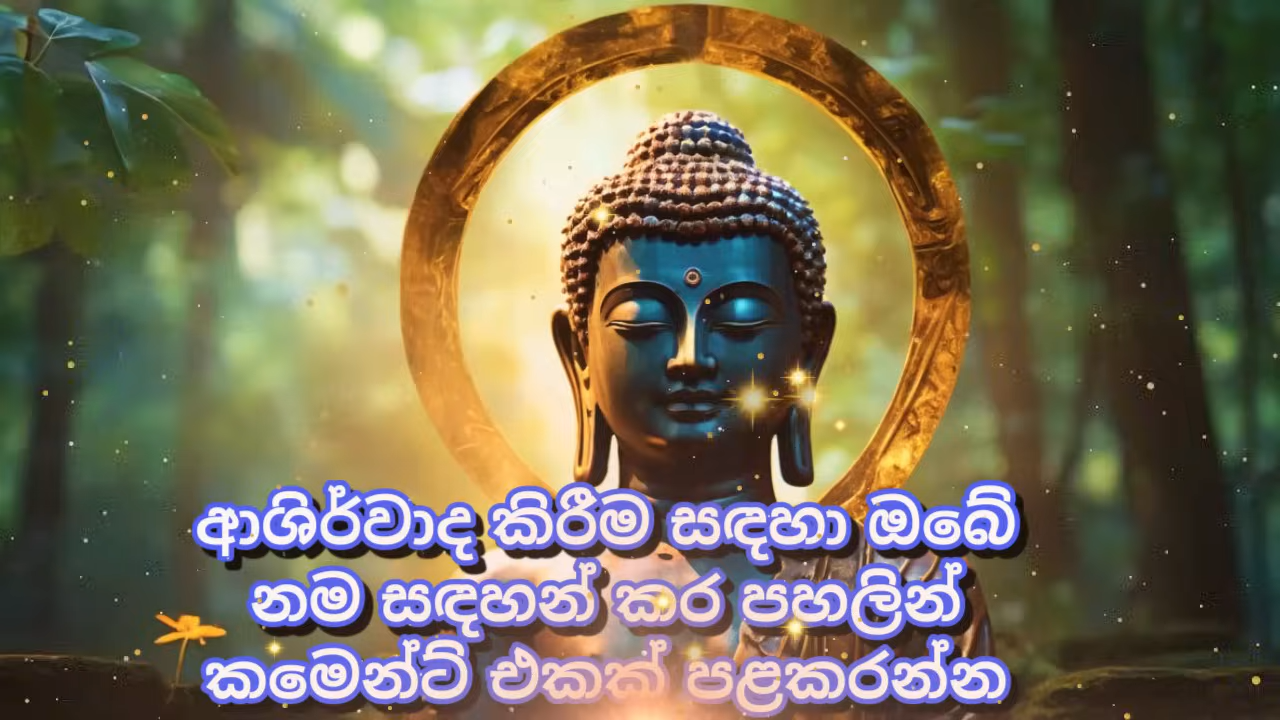 ආශිර්වාද කිරීම සඳහා ඔබේ
නම සඳහන් කර පහලින්
කමෙන්ට් එකක් පළකරන්න